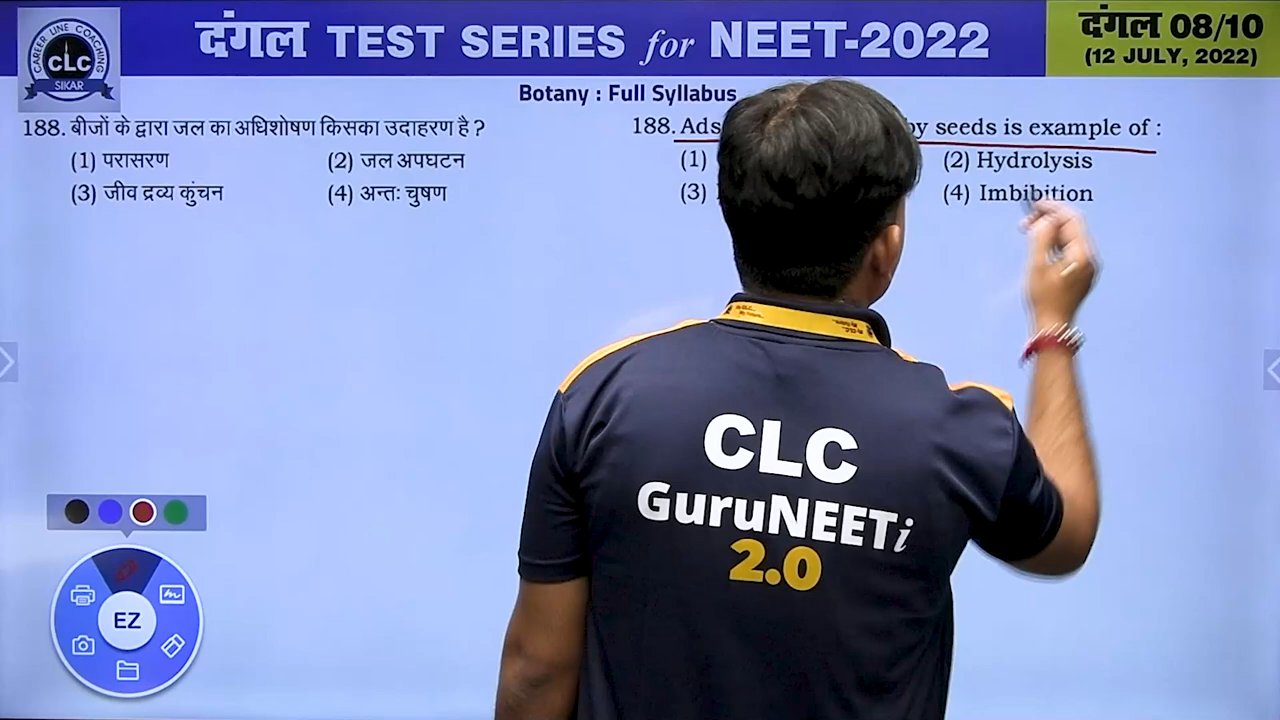 CAREER LINE COACHING
CLC
SIKAR
दंगल TEST SERIES for NEET-2022
दंगल 08/10
(12 JULY, 2022)
Botany : Full Syllabus
188. बीजों के द्वारा जल का अधिशोषण किसका उदाहरण है ?
(1) परासरण (2) जल अपघटन
(3) जीव द्रव्य कुंचन (4) अन्तः चुषण
188. Ads by seeds is example of :
(1) (2) Hydrolysis
(3) (4) Imbibition
CLC
GuruNEETi
2.0
EZ